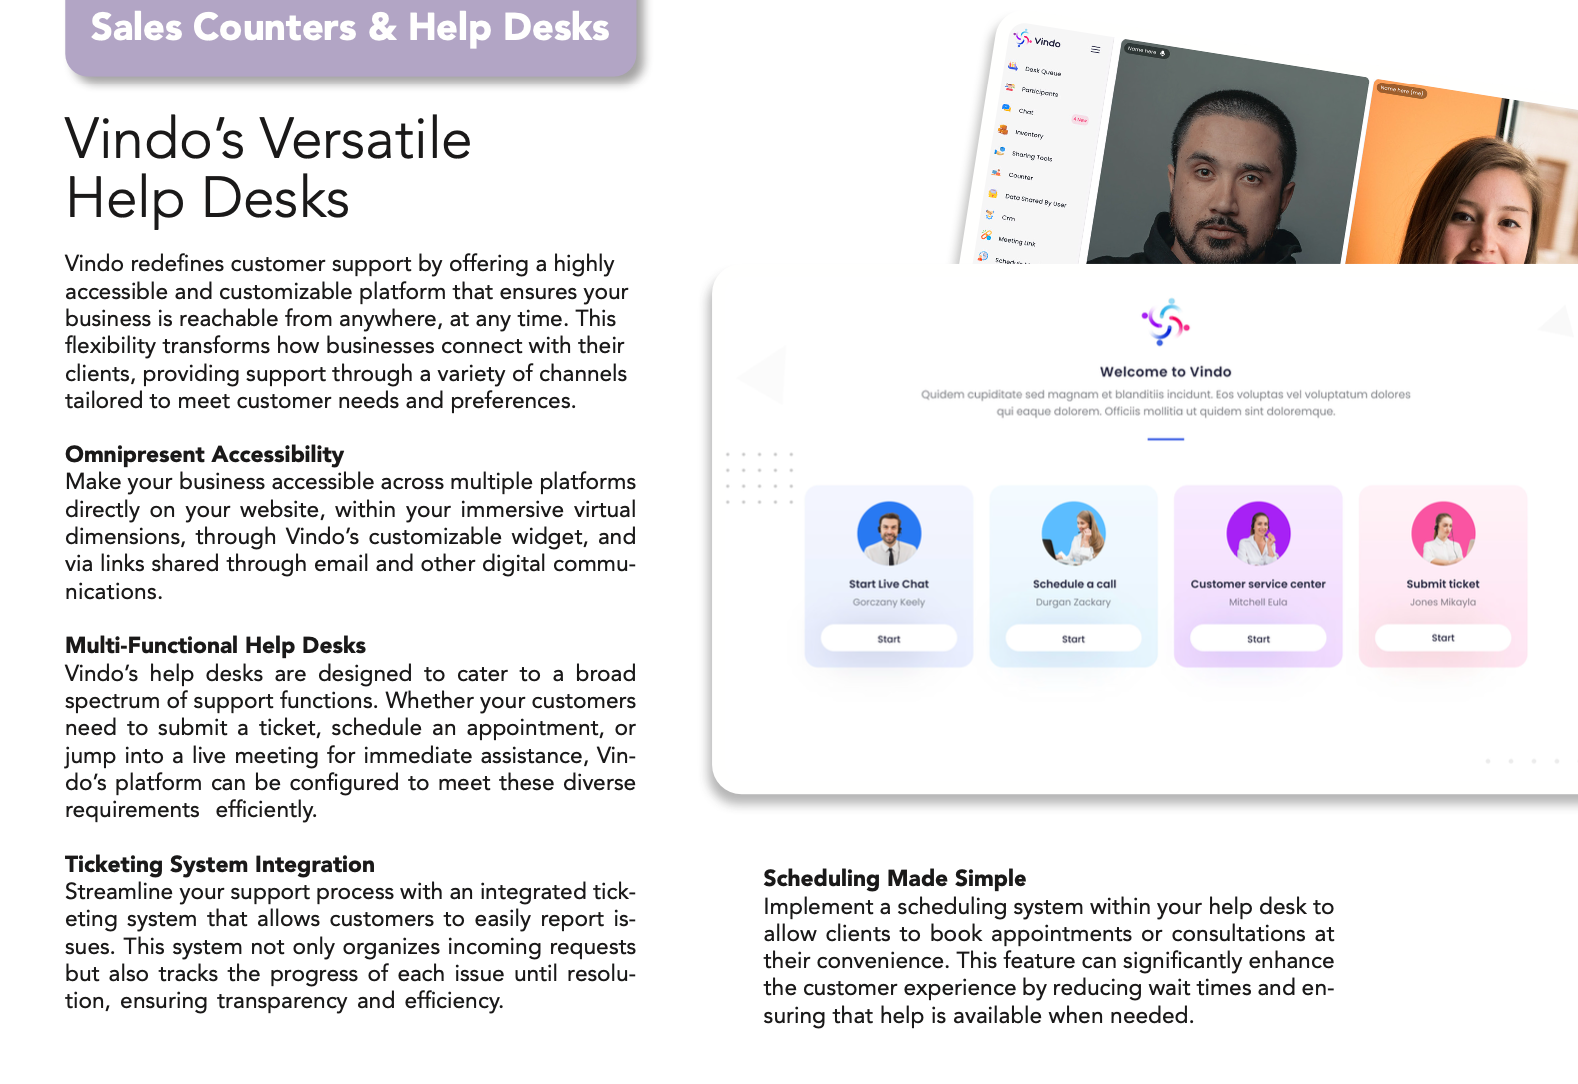 Sales Counters & Help Desks
Vindo’s Versatile
Help Desks
Vindo redefines customer support by offering a highly
accessible and customizable platform that ensures your
business is reachable from anywhere, at any time. This
flexibility transforms how businesses connect with their
clients, providing support through a variety of channels
tailored to meet customer needs and preferences.
Omnipresent Accessibility
Make your business accessible across multiple platforms
directly on your website, within your immersive virtual
dimensions, through Vindo’s customizable widget, and
via links shared through email and other digital commu-
nications.
Multi-Functional Help Desks
Vindo’s help desks are designed to cater to a broad
spectrum of support functions. Whether your customers
need to submit a ticket, schedule an appointment, or
jump into a live meeting for immediate assistance, Vin-
do’s platform can be configured to meet these diverse
requirements efficiently.
Ticketing System Integration
Streamline your support process with an integrated tick-
eting system that allows customers to easily report is-
sues. This system not only organizes incoming requests
but also tracks the progress of each issue until resolu-
tion, ensuring transparency and efficiency.
Vindo
Desk Queue
Participants
Chat
4 New
Inventory
Sharing Tools
Counter
Data Shared By User
Crm
Meeting Link
Name here
Name here (me)
Welcome to Vindo
Quidem cupiditate sed magnam et blanditiis incidunt. Eos voluptas vel voluptatum dolores
qui eaque dolorem. Officiis mollitia ut quidem sint doloremque.
Start Live Chat
Gorczany Keely
Start
Schedule a call
Durgan Zackary
Start
Customer service center
Mitchell Eula
Start
Submit ticket
Jones Mikayla
Start
Scheduling Made Simple
Implement a scheduling system within your help desk to
allow clients to book appointments or consultations at
their convenience. This feature can significantly enhance
the customer experience by reducing wait times and en-
suring that help is available when needed.